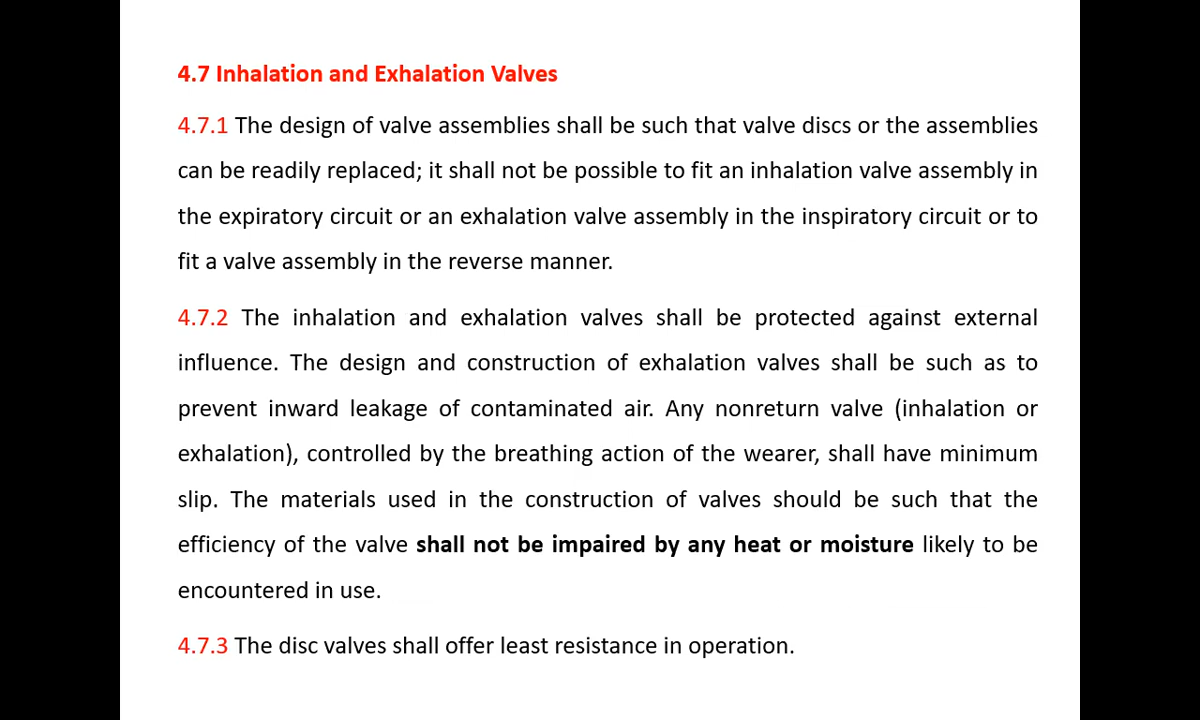 4.7 Inhalation and Exhalation Valves
4.7.1 The design of valve assemblies shall be such that valve discs or the assemblies
can be readily replaced; it shall not be possible to fit an inhalation valve assembly in
the expiratory circuit or an exhalation valve assembly in the inspiratory circuit or to
fit a valve assembly in the reverse manner.
4.7.2 The inhalation and exhalation valves shall be protected against external
influence. The design and construction of exhalation valves shall be such as to
prevent inward leakage of contaminated air. Any nonreturn valve (inhalation or
exhalation), controlled by the breathing action of the wearer, shall have minimum
slip. The materials used in the construction of valves should be such that the
efficiency of the valve shall not be impaired by any heat or moisture likely to be
encountered in use.
4.7.3 The disc valves shall offer least resistance in operation.